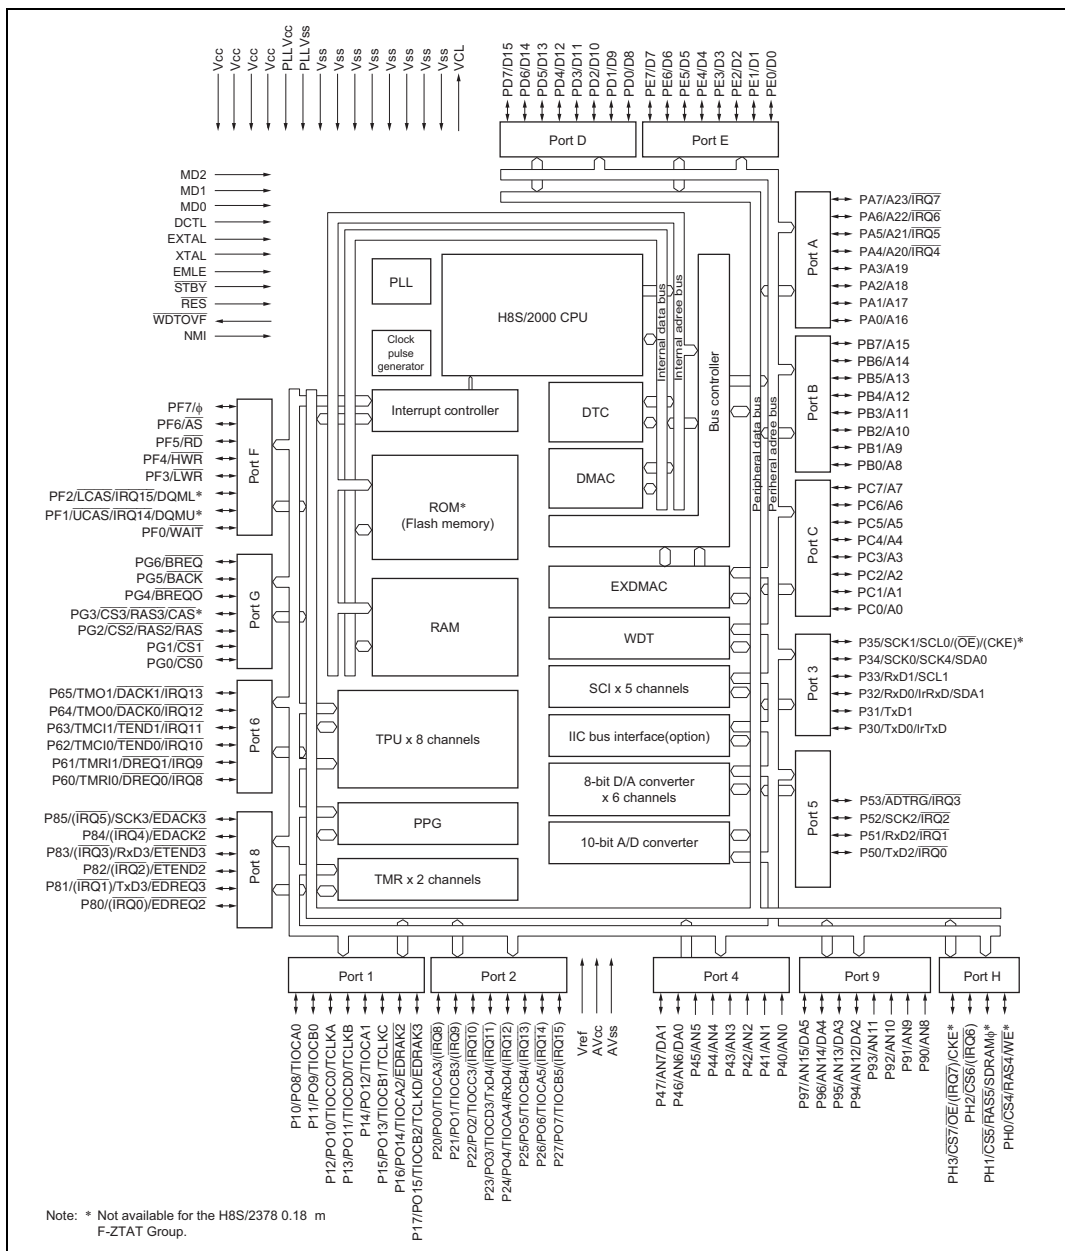 Vcc
Vcc
Vcc
Vcc
PLLVcc
PLLVss
Vss
Vss
Vss
Vss
Vss
Vss
Vss
Vss
VCL
PD7/D15
PD6/D14
PD5/D13
PD4/D12
PD3/D11
PD2/D10
PD1/D9
PD0/D8
PE7/D7
PE6/D6
PE5/D5
PE4/D4
PE3/D3
PE2/D2
PE1/D1
PE0/D0
Port D
Port E
MD2
MD1
MD0
DCTL
EXTAL
XTAL
EMLE
STBY
RES
WDTOVF
NMI
PLL
Clock
pulse
generator
H8S/2000 CPU
Interrupt controller
DTC
DMAC
ROM*
(Flash memory)
RAM
Internal data bus
Internal adree bus
Bus controller
Peripheral data bus
Periheral adree bus
EXDMAC
WDT
SCI x 5 channels
IIC bus interface(option)
8-bit D/A converter
x 6 channels
10-bit A/D converter
TPU x 8 channels
PPG
TMR x 2 channels
Port A
PA7/A23/IRQ7
PA6/A22/IRQ6
PA5/A21/IRQ5
PA4/A20/IRQ4
PA3/A19
PA2/A18
PA1/A17
PA0/A16
Port B
PB7/A15
PB6/A14
PB5/A13
PB4/A12
PB3/A11
PB2/A10
PB1/A9
PB0/A8
Port C
PC7/A7
PC6/A6
PC5/A5
PC4/A4
PC3/A3
PC2/A2
PC1/A1
PC0/A0
Port 3
P35/SCK1/SCL0/(OE)/(CKE)*
P34/SCK0/SCK4/SDA0
P33/RxD1/SCL1
P32/RxD0/IrRxD/SDA1
P31/TxD1
P30/TxD0/IrTxD
Port 5
P53/ADTRG/IRQ3
P52/SCK2/IRQ2
P51/RxD2/IRQ1
P50/TxD2/IRQ0
PF7/ϕ
PF6/AS
PF5/RD
PF4/HWR
PF3/LWR
PF2/LCAS/IRQ15/DQML*
PF1/UCAS/IRQ14/DQMU*
PF0/WAIT
Port F
PG6/BREQ
PG5/BACK
PG4/BREQO
PG3/CS3/RAS3/CAS*
PG2/CS2/RAS2/RAS
PG1/CS1
PG0/CS0
Port G
P65/TMO1/DACK1/IRQ13
P64/TMO0/DACK0/IRQ12
P63/TMCI1/TEND1/IRQ11
P62/TMCI0/TEND0/IRQ10
P61/TMRI1/DREQ1/IRQ9
P60/TMRI0/DREQ0/IRQ8
Port 6
P85/(IRQ5)/SCK3/EDACK3
P84/(IRQ4)/EDACK2
P83/(IRQ3)/RxD3/ETEND3
P82/(IRQ2)/ETEND2
P81/(IRQ1)/TxD3/EDREQ3
P80/(IRQ0)/EDREQ2
Port 8
Port 1
Port 2
Port 4
Port 9
Port H
P10/PO8/TIOCA0
P11/PO9/TIOCB0
P12/PO10/TIOCC0/TCLKA
P13/PO11/TIOCD0/TCLKB
P14/PO12/TIOCA1
P15/PO13/TIOCB1/TCLKC
P16/PO14/TIOCA2/EDRAK2
P17/PO15/TIOCB2/TCLKD/EDRAK3
P20/PO0/TIOCA3/(IRQ8)
P21/PO1/TIOCB3/(IRQ9)
P22/PO2/TIOCC3/(IRQ10)
P23/PO3/TIOCD3/TxD4/(IRQ11)
P24/PO4/TIOCA4/RxD4/(IRQ12)
P25/PO5/TIOCB4/(IRQ13)
P26/PO6/TIOCA5/(IRQ14)
P27/PO7/TIOCB5/(IRQ15)
Vref
AVcc
AVss
P47/AN7/DA1
P46/AN6/DA0
P45/AN5
P44/AN4
P43/AN3
P42/AN2
P41/AN1
P40/AN0
P97/AN15/DA5
P96/AN14/DA4
P95/AN13/DA3
P94/AN12/DA2
P93/AN11
P92/AN10
P91/AN9
P90/AN8
PH3/CS7/OE/(IRQ7)/CKE*
PH2/CS6/(IRQ6)
PH1/CS5/RAS5/SDRAMϕ*
PH0/CS4/RAS4/WE*
Note: * Not available for the H8S/2378 0.18 m
F-ZTAT Group.